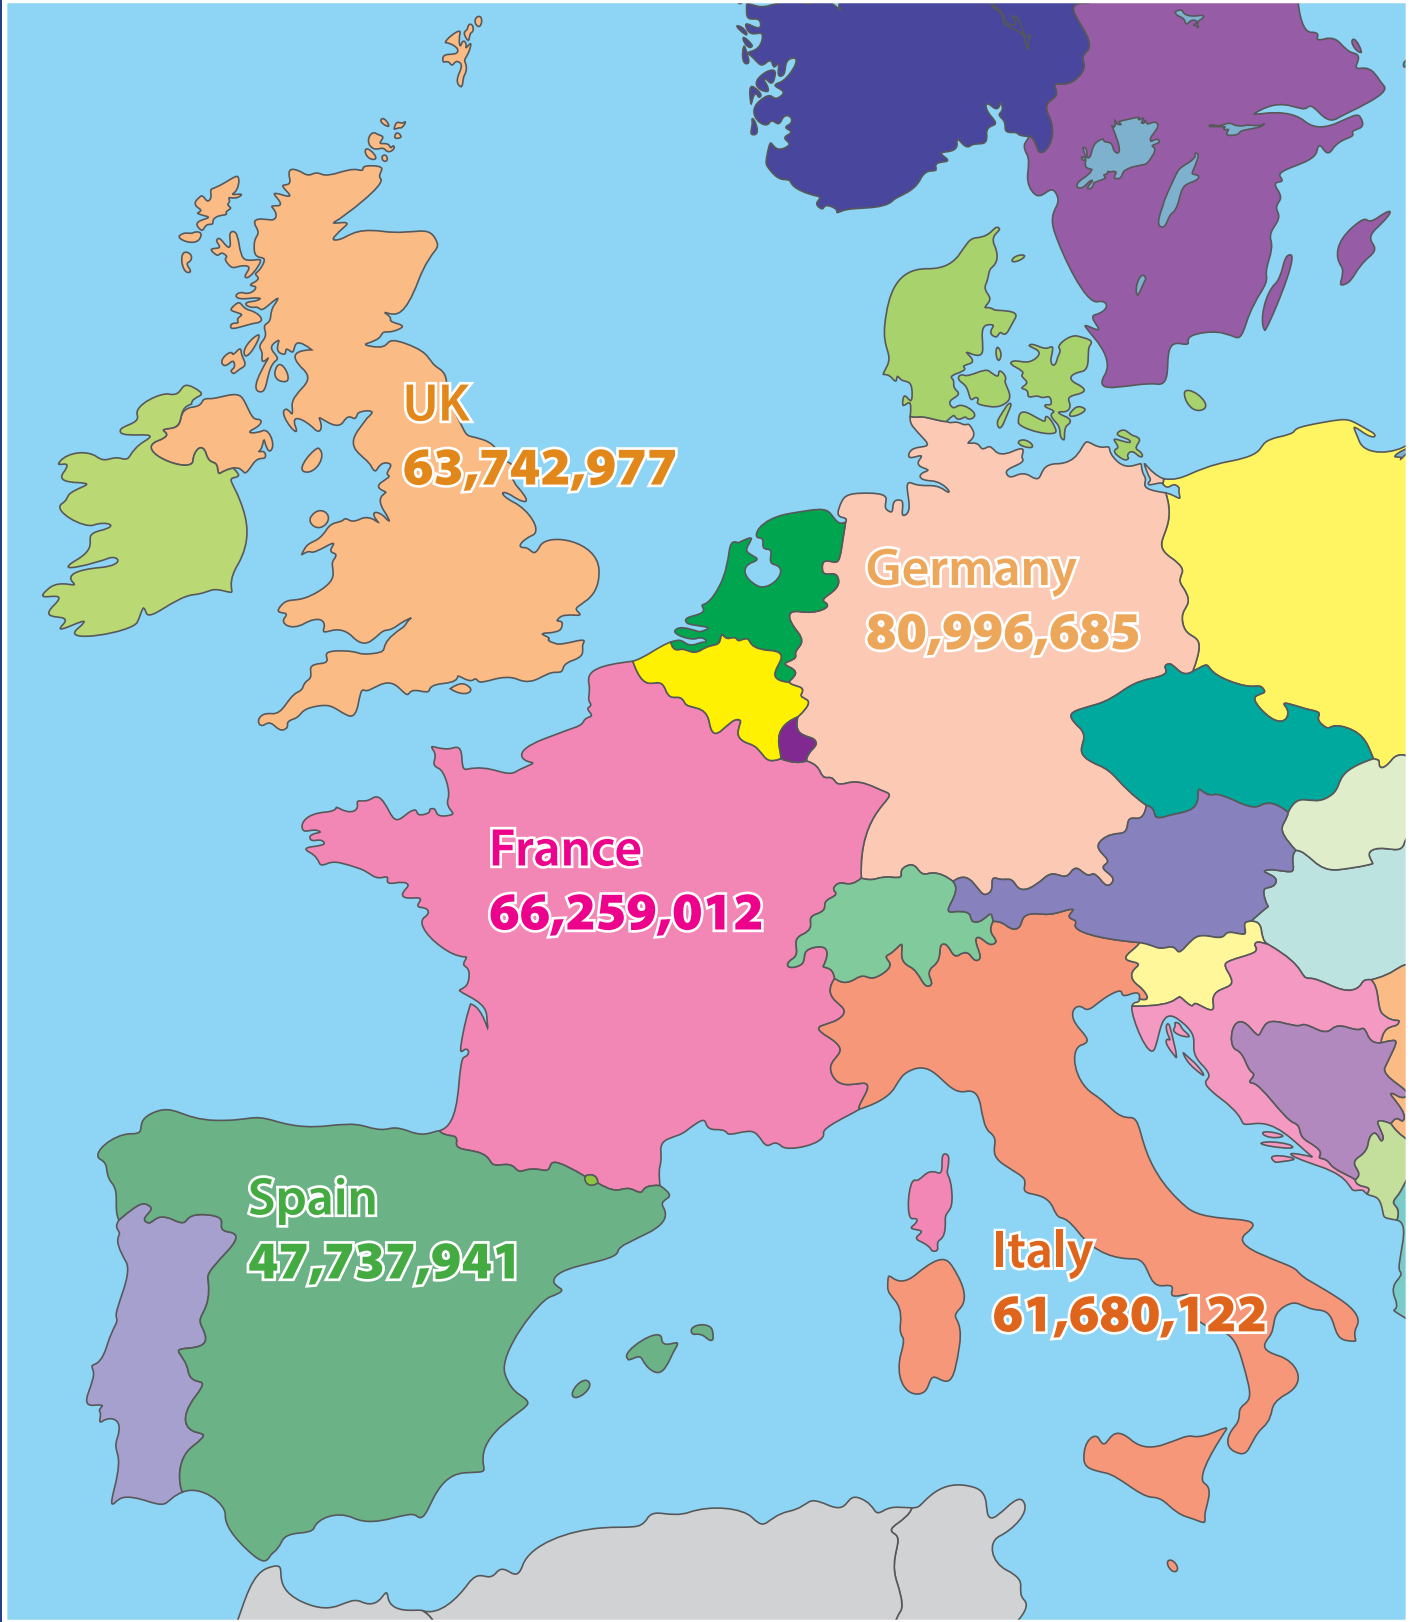 UK
63,742,977
Germany
80,996,685
France
66,259,012
Spain
47,737,941
Italy
61,680,122